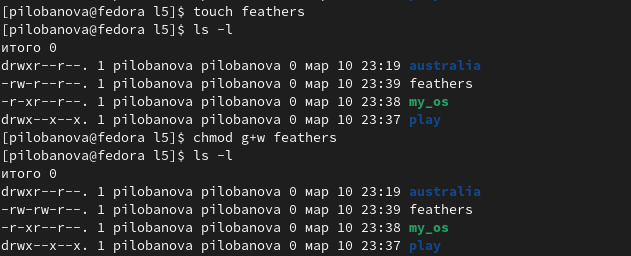 [pilobanova@fedora l5]$ touch feathers
[pilobanova@fedora l5]$ ls -l
итого 0
drwxr--r--. 1 pilobanova pilobanova 0 мар 10 23:19 australia
-rw-r--r--. 1 pilobanova pilobanova 0 мар 10 23:39 feathers
-r-xr--r--. 1 pilobanova pilobanova 0 мар 10 23:38 my_os
drwx--x--x. 1 pilobanova pilobanova 0 мар 10 23:37 play
[pilobanova@fedora l5]$ chmod g+w feathers
[pilobanova@fedora l5]$ ls -l
итого 0
drwxr--r--. 1 pilobanova pilobanova 0 мар 10 23:19 australia
-rw-rw-r--. 1 pilobanova pilobanova 0 мар 10 23:39 feathers
-r-xr--r--. 1 pilobanova pilobanova 0 мар 10 23:38 my_os
drwx--x--x. 1 pilobanova pilobanova 0 мар 10 23:37 play